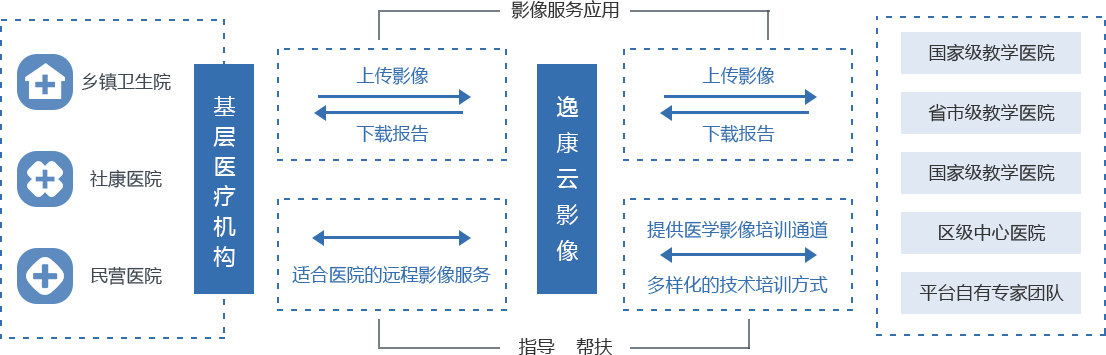 影像服务应用
乡镇卫生院
社康医院
民营医院
基层医疗机构
上传影像
下载报告
适合医院的远程影像服务
逸康云影像
上传影像
下载报告
提供医学影像培训通道
多样化的技术培训方式
国家级教学医院
省市级教学医院
国家级教学医院
区级中心医院
平台自有专家团队
指导 帮扶